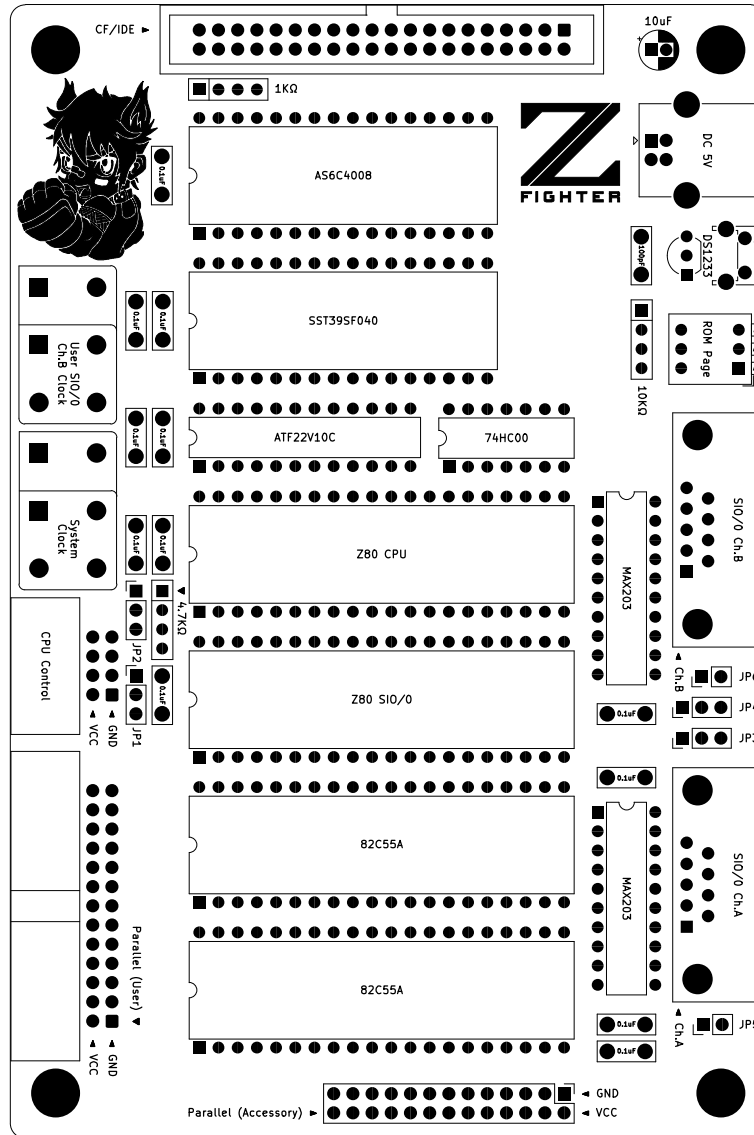 CF/IDE ►
10uF
1KΩ
Z
FIGHTER
DC 5V
AS6C4008
0.1uF
100pF
DS1233
SST39SF040
0.1uF
0.1uF
User SIO/0
Ch.B Clock
ROM Page
10KΩ
ATF22V10C
74HC00
0.1uF
0.1uF
System
Clock
Z80 CPU
0.1uF
0.1uF
MAX203
SIO/0 Ch.B
◄ 4.7KΩ
JP2
CPU Control
◄ VCC
◄ GND
JP1
0.1uF
Z80 SIO/0
◄ Ch.B
JP6
0.1uF
JP4
JP3
0.1uF
82C55A
MAX203
SIO/0 Ch.A
Parallel (User) ►
◄ VCC
◄ GND
82C55A
◄ Ch.A
0.1uF
JP5
0.1uF
◄ GND
Parallel (Accessory) ►
◄ VCC